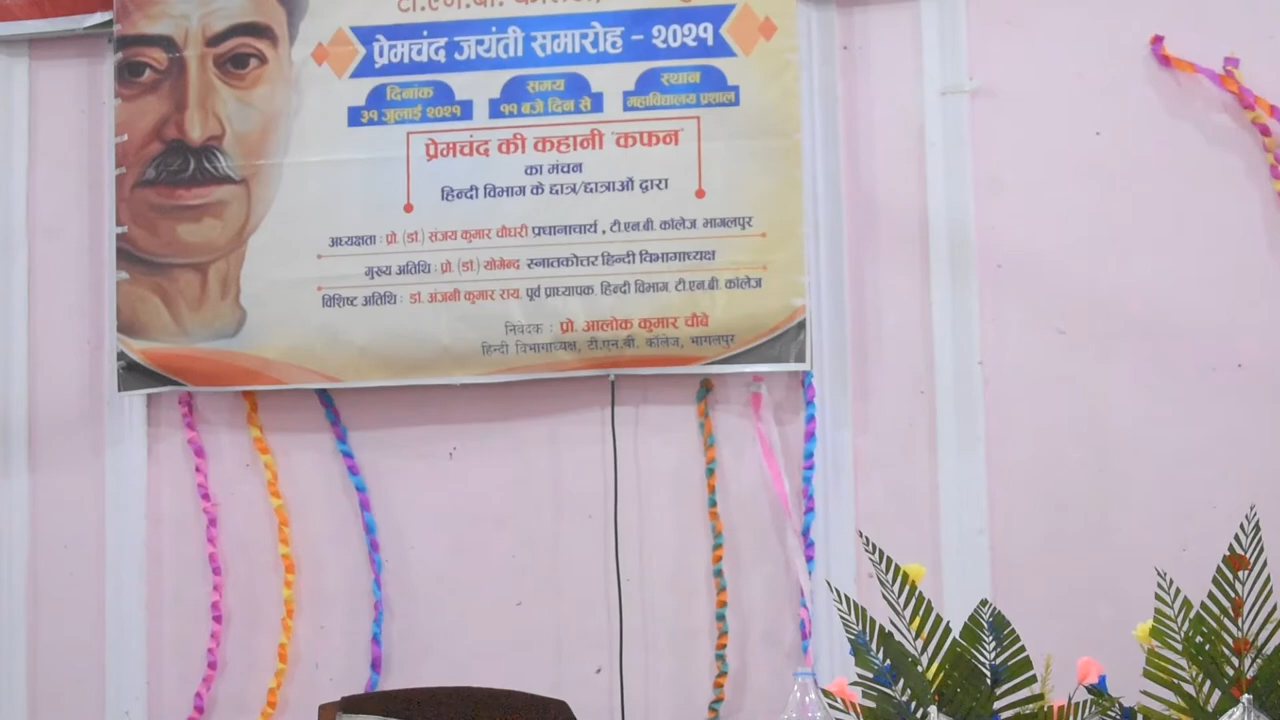 टी.एन.बी.
प्रेमचंद जयंती समारोह - २०२१
दिनांक
३१ जुलाई २०२१
समय
११ बजे दिन से
स्थान
महाविद्यालय प्रशाल
प्रेमचंद की कहानी 'कफन'
का मंचन
हिन्दी विभाग के छात्र/छात्राओं द्वारा
अध्यक्षता : प्रो. (डॉ.) संजय कुमार चौधरी प्रधानाचार्य , टी.एन.बी. कॉलेज, भागलपुर
मुख्य अतिथि : प्रो. (डॉ.) योगेन्द्र स्नातकोत्तर हिन्दी विभागाध्यक्ष
विशिष्ट अतिथि : डॉ. अंजनी कुमार राय, पूर्व प्राध्यापक, हिन्दी विभाग, टी.एन.बी. कॉलेज
निवेदक : प्रो. आलोक कुमार चौबे
हिन्दी विभागाध्यक्ष, टी.एन.बी. कॉलेज, भागलपुर